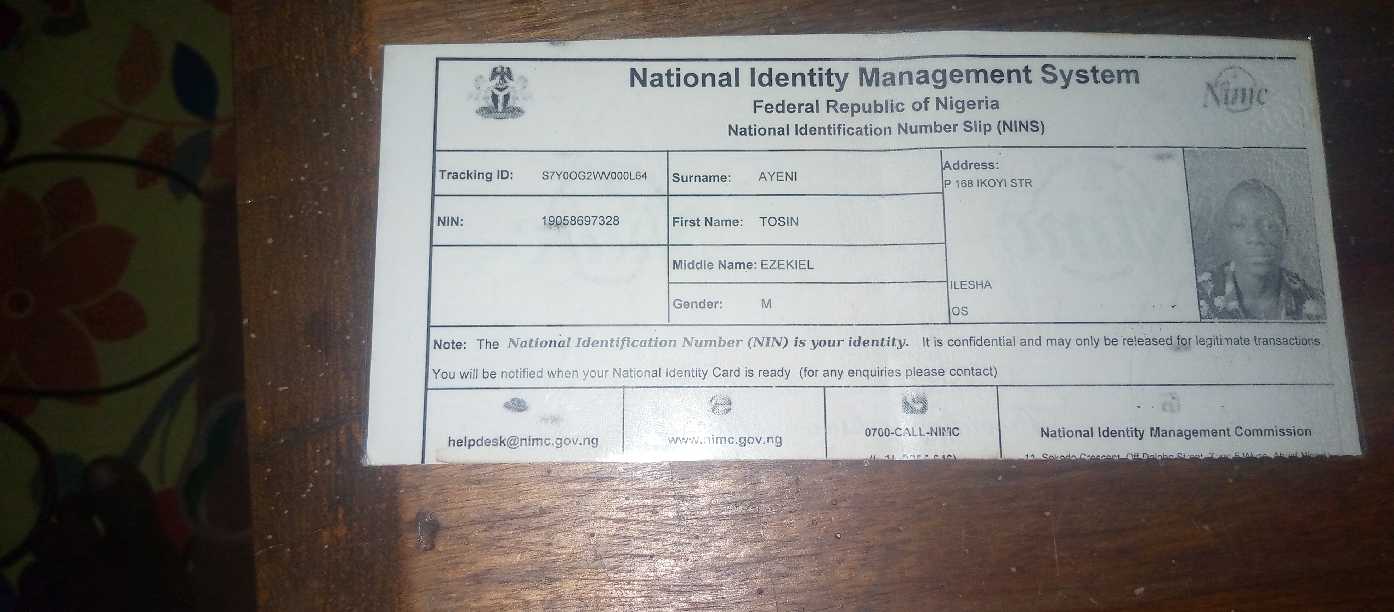 National Identity Management System
Federal Republic of Nigeria
National Identification Number Slip (NINS)
Nimc
Tracking ID: S7Y0OG2WV000L64
Surname: AYENI
Address:
P 168 IKOYI STR
NIN: 19058697328
First Name: TOSIN
Middle Name: EZEKIEL
ILESHA
Gender: M
OS
Note: The National Identification Number (NIN) is your identity. It is confidential and may only be released for legitimate transactions.
You will be notified when your National Identity Card is ready (for any enquiries please contact)
helpdesk@nimc.gov.ng
www.nimc.gov.ng
0700-CALL-NIMC
National Identity Management Commission